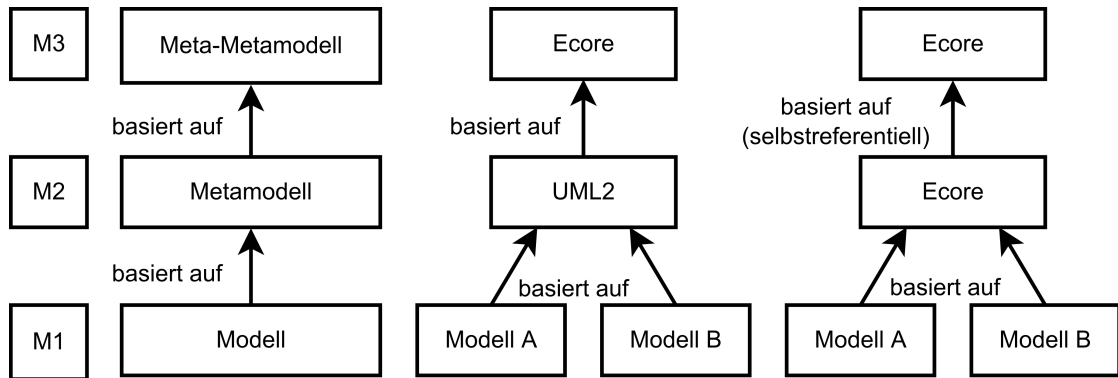 M3
Meta-Metamodell
Ecore
Ecore
basiert auf
basiert auf
basiert auf
(selbstreferentiell)
M2
Metamodell
UML2
Ecore
basiert auf
basiert auf
basiert auf
M1
Modell
Modell A
Modell B
Modell A
Modell B